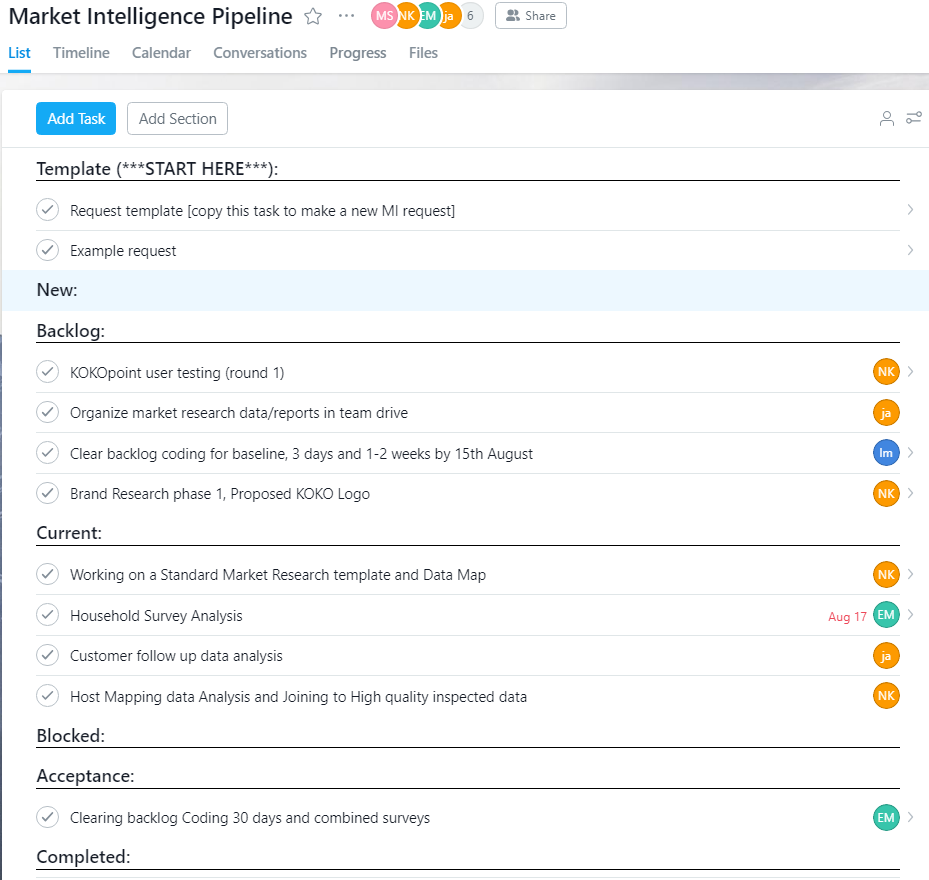 Market Intelligence Pipeline ... MS NK EM ja 6 Share
List Timeline Calendar Conversations Progress Files
Add Task Add Section
Template (***START HERE***):
Request template [copy this task to make a new MI request]
Example request
New:
Backlog:
KOKOpoint user testing (round 1) NK
Organize market research data/reports in team drive ja
Clear backlog coding for baseline, 3 days and 1-2 weeks by 15th August lm
Brand Research phase 1, Proposed KOKO Logo NK
Current:
Working on a Standard Market Research template and Data Map NK
Household Survey Analysis Aug 17 EM
Customer follow up data analysis ja
Host Mapping data Analysis and Joining to High quality inspected data NK
Blocked:
Acceptance:
Clearing backlog Coding 30 days and combined surveys EM
Completed: